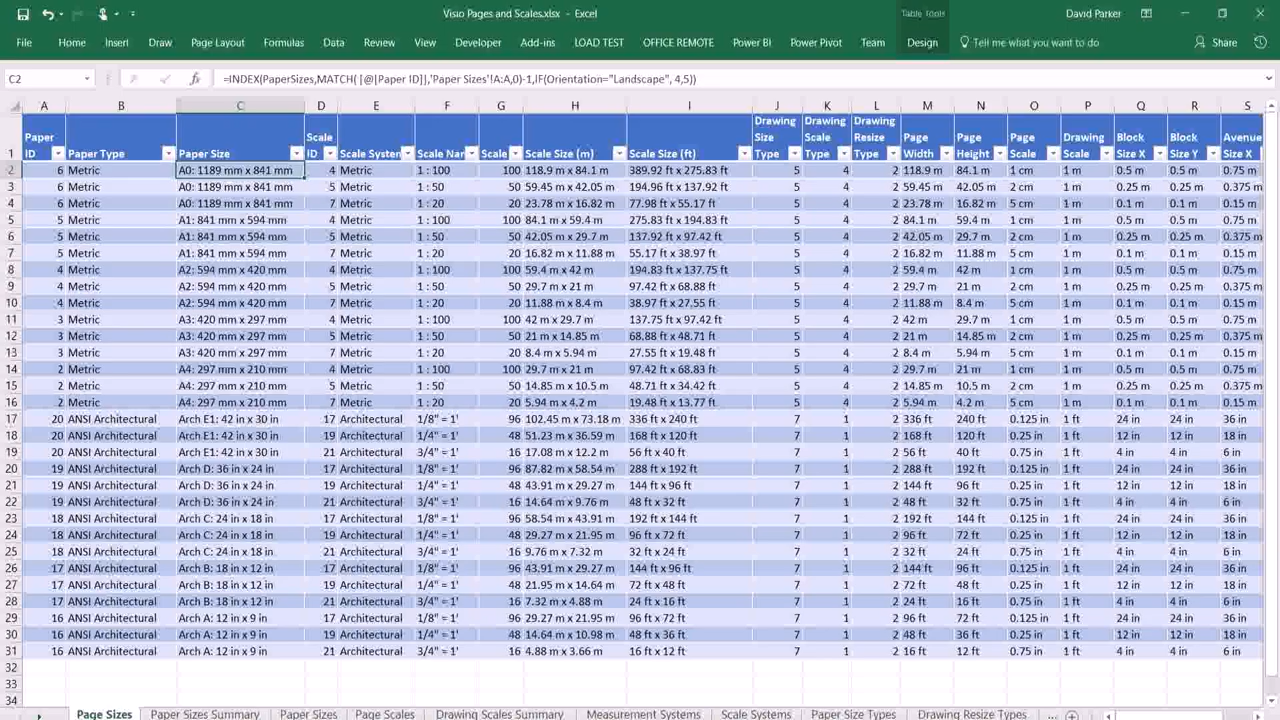 Visio Pages and Scales.xlsx - Excel Table Tools David Parker
File Home Insert Draw Page Layout Formulas Data Review View Developer Add-ins LOAD TEST OFFICE REMOTE Power BI Power Pivot Team Design Tell me what you want to do Share
C2 fx =INDEX(PaperSizes,MATCH([@[Paper ID]],'Paper Sizes'!A:A,0)-1,IF(Orientation="Landscape", 4,5))
A B C D E F G H I J K L M N O P Q R S
1 Paper ID Paper Type Paper Size Scale ID Scale System Scale Nar Scale Scale Size (m) Scale Size (ft) Drawing Size Type Drawing Scale Type Drawing Resize Type Page Width Page Height Page Scale Drawing Scale Block Size X Block Size Y Avenue Size X
2 6 Metric A0: 1189 mm x 841 mm 4 Metric 1 : 100 100 118.9 m x 84.1 m 389.92 ft x 275.83 ft 5 4 2 118.9 m 84.1 m 1 cm 1 m 0.5 m 0.5 m 0.75 m
3 6 Metric A0: 1189 mm x 841 mm 5 Metric 1 : 50 50 59.45 m x 42.05 m 194.96 ft x 137.92 ft 5 4 2 59.45 m 42.05 m 2 cm 1 m 0.25 m 0.25 m 0.375 m
4 6 Metric A0: 1189 mm x 841 mm 7 Metric 1 : 20 20 23.78 m x 16.82 m 77.98 ft x 55.17 ft 5 4 2 23.78 m 16.82 m 5 cm 1 m 0.1 m 0.1 m 0.15 m
5 5 Metric A1: 841 mm x 594 mm 4 Metric 1 : 100 100 84.1 m x 59.4 m 275.83 ft x 194.83 ft 5 4 2 84.1 m 59.4 m 1 cm 1 m 0.5 m 0.5 m 0.75 m
6 5 Metric A1: 841 mm x 594 mm 5 Metric 1 : 50 50 42.05 m x 29.7 m 137.92 ft x 97.42 ft 5 4 2 42.05 m 29.7 m 2 cm 1 m 0.25 m 0.25 m 0.375 m
7 5 Metric A1: 841 mm x 594 mm 7 Metric 1 : 20 20 16.82 m x 11.88 m 55.17 ft x 38.97 ft 5 4 2 16.82 m 11.88 m 5 cm 1 m 0.1 m 0.1 m 0.15 m
8 4 Metric A2: 594 mm x 420 mm 4 Metric 1 : 100 100 59.4 m x 42 m 194.83 ft x 137.75 ft 5 4 2 59.4 m 42 m 1 cm 1 m 0.5 m 0.5 m 0.75 m
9 4 Metric A2: 594 mm x 420 mm 5 Metric 1 : 50 50 29.7 m x 21 m 97.42 ft x 68.88 ft 5 4 2 29.7 m 21 m 2 cm 1 m 0.25 m 0.25 m 0.375 m
10 4 Metric A2: 594 mm x 420 mm 7 Metric 1 : 20 20 11.88 m x 8.4 m 38.97 ft x 27.55 ft 5 4 2 11.88 m 8.4 m 5 cm 1 m 0.1 m 0.1 m 0.15 m
11 3 Metric A3: 420 mm x 297 mm 4 Metric 1 : 100 100 42 m x 29.7 m 137.75 ft x 97.42 ft 5 4 2 42 m 29.7 m 1 cm 1 m 0.5 m 0.5 m 0.75 m
12 3 Metric A3: 420 mm x 297 mm 5 Metric 1 : 50 50 21 m x 14.85 m 68.88 ft x 48.71 ft 5 4 2 21 m 14.85 m 2 cm 1 m 0.25 m 0.25 m 0.375 m
13 3 Metric A3: 420 mm x 297 mm 7 Metric 1 : 20 20 8.4 m x 5.94 m 27.55 ft x 19.48 ft 5 4 2 8.4 m 5.94 m 5 cm 1 m 0.1 m 0.1 m 0.15 m
14 2 Metric A4: 297 mm x 210 mm 4 Metric 1 : 100 100 29.7 m x 21 m 97.42 ft x 68.83 ft 5 4 2 29.7 m 21 m 1 cm 1 m 0.5 m 0.5 m 0.75 m
15 2 Metric A4: 297 mm x 210 mm 5 Metric 1 : 50 50 14.85 m x 10.5 m 48.71 ft x 34.42 ft 5 4 2 14.85 m 10.5 m 2 cm 1 m 0.25 m 0.25 m 0.375 m
16 2 Metric A4: 297 mm x 210 mm 7 Metric 1 : 20 20 5.94 m x 4.2 m 19.48 ft x 13.77 ft 5 4 2 5.94 m 4.2 m 5 cm 1 m 0.1 m 0.1 m 0.15 m
17 20 ANSI Architectural Arch E1: 42 in x 30 in 17 Architectural 1/8" = 1' 96 102.45 m x 73.18 m 336 ft x 240 ft 7 1 2 336 ft 240 ft 0.125 in 1 ft 24 in 24 in 36 in
18 20 ANSI Architectural Arch E1: 42 in x 30 in 19 Architectural 1/4" = 1' 48 51.23 m x 36.59 m 168 ft x 120 ft 7 1 2 168 ft 120 ft 0.25 in 1 ft 12 in 12 in 18 in
19 20 ANSI Architectural Arch E1: 42 in x 30 in 21 Architectural 3/4" = 1' 16 17.08 m x 12.2 m 56 ft x 40 ft 7 1 2 56 ft 40 ft 0.75 in 1 ft 4 in 4 in 6 in
20 19 ANSI Architectural Arch D: 36 in x 24 in 17 Architectural 1/8" = 1' 96 87.82 m x 58.54 m 288 ft x 192 ft 7 1 2 288 ft 192 ft 0.125 in 1 ft 24 in 24 in 36 in
21 19 ANSI Architectural Arch D: 36 in x 24 in 19 Architectural 1/4" = 1' 48 43.91 m x 29.27 m 144 ft x 96 ft 7 1 2 144 ft 96 ft 0.25 in 1 ft 12 in 12 in 18 in
22 19 ANSI Architectural Arch D: 36 in x 24 in 21 Architectural 3/4" = 1' 16 14.64 m x 9.76 m 48 ft x 32 ft 7 1 2 48 ft 32 ft 0.75 in 1 ft 4 in 4 in 6 in
23 18 ANSI Architectural Arch C: 24 in x 18 in 17 Architectural 1/8" = 1' 96 58.54 m x 43.91 m 192 ft x 144 ft 7 1 2 192 ft 144 ft 0.125 in 1 ft 24 in 24 in 36 in
24 18 ANSI Architectural Arch C: 24 in x 18 in 19 Architectural 1/4" = 1' 48 29.27 m x 21.95 m 96 ft x 72 ft 7 1 2 96 ft 72 ft 0.25 in 1 ft 12 in 12 in 18 in
25 18 ANSI Architectural Arch C: 24 in x 18 in 21 Architectural 3/4" = 1' 16 9.76 m x 7.32 m 32 ft x 24 ft 7 1 2 32 ft 24 ft 0.75 in 1 ft 4 in 4 in 6 in
26 17 ANSI Architectural Arch B: 18 in x 12 in 17 Architectural 1/8" = 1' 96 43.91 m x 29.27 m 144 ft x 96 ft 7 1 2 144 ft 96 ft 0.125 in 1 ft 24 in 24 in 36 in
27 17 ANSI Architectural Arch B: 18 in x 12 in 19 Architectural 1/4" = 1' 48 21.95 m x 14.64 m 72 ft x 48 ft 7 1 2 72 ft 48 ft 0.25 in 1 ft 12 in 12 in 18 in
28 17 ANSI Architectural Arch B: 18 in x 12 in 21 Architectural 3/4" = 1' 16 7.32 m x 4.88 m 24 ft x 16 ft 7 1 2 24 ft 16 ft 0.75 in 1 ft 4 in 4 in 6 in
29 16 ANSI Architectural Arch A: 12 in x 9 in 17 Architectural 1/8" = 1' 96 29.27 m x 21.95 m 96 ft x 72 ft 7 1 2 96 ft 72 ft 0.125 in 1 ft 24 in 24 in 36 in
30 16 ANSI Architectural Arch A: 12 in x 9 in 19 Architectural 1/4" = 1' 48 14.64 m x 10.98 m 48 ft x 36 ft 7 1 2 48 ft 36 ft 0.25 in 1 ft 12 in 12 in 18 in
31 16 ANSI Architectural Arch A: 12 in x 9 in 21 Architectural 3/4" = 1' 16 4.88 m x 3.66 m 16 ft x 12 ft 7 1 2 16 ft 12 ft 0.75 in 1 ft 4 in 4 in 6 in
32
33
34
Page Sizes Paper Sizes Summary Paper Sizes Page Scales Drawing Scales Summary Measurement Systems Scale Systems Paper Size Types Drawing Resize Types ...